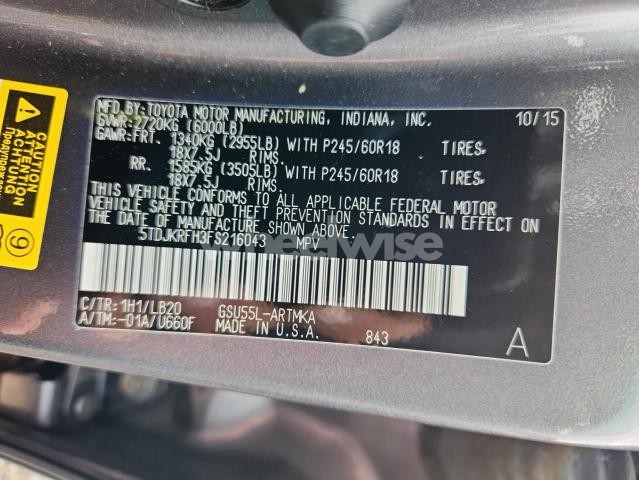 MFD. BY: TOYOTA MOTOR MANUFACTURING, INDIANA, INC. 10/15
GVWR: 2720KG (6000LB)
GAWR: FRT. 1340KG (2955LB) WITH P245/60R18 TIRES.
18X7.5J RIMS.
RR. 1585KG (3505LB) WITH P245/60R18 TIRES.
18X7.5J RIMS.
THIS VEHICLE CONFORMS TO ALL APPLICABLE FEDERAL MOTOR
VEHICLE SAFETY AND THEFT PREVENTION STANDARDS IN EFFECT ON
THE DATE OF MANUFACTURE SHOWN ABOVE.
5TDJKRFH3FS216043 MPV
C/TR: 1H1/LB20 GSU55L-ARTMKA
A/TM: -01A/U660F MADE IN U.S.A. 843 A
CAUTION
ATTENTION
ACHTUNG
9